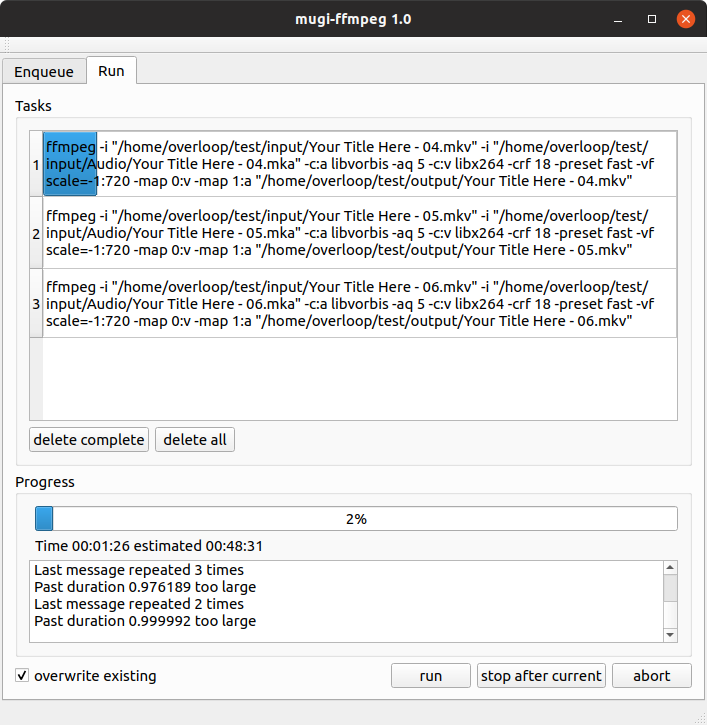 mugi-ffmpeg 1.0
Enqueue
Run
Tasks
1
ffmpeg -i "/home/overloop/test/input/Your Title Here - 04.mkv" -i "/home/overloop/test/
input/Audio/Your Title Here - 04.mka" -c:a libvorbis -aq 5 -c:v libx264 -crf 18 -preset fast -vf
scale=-1:720 -map 0:v -map 1:a "/home/overloop/test/output/Your Title Here - 04.mkv"
2
ffmpeg -i "/home/overloop/test/input/Your Title Here - 05.mkv" -i "/home/overloop/test/
input/Audio/Your Title Here - 05.mka" -c:a libvorbis -aq 5 -c:v libx264 -crf 18 -preset fast -vf
scale=-1:720 -map 0:v -map 1:a "/home/overloop/test/output/Your Title Here - 05.mkv"
3
ffmpeg -i "/home/overloop/test/input/Your Title Here - 06.mkv" -i "/home/overloop/test/
input/Audio/Your Title Here - 06.mka" -c:a libvorbis -aq 5 -c:v libx264 -crf 18 -preset fast -vf
scale=-1:720 -map 0:v -map 1:a "/home/overloop/test/output/Your Title Here - 06.mkv"
delete complete
delete all
Progress
2%
Time 00:01:26 estimated 00:48:31
Last message repeated 3 times
Past duration 0.976189 too large
Last message repeated 2 times
Past duration 0.999992 too large
overwrite existing
run
stop after current
abort